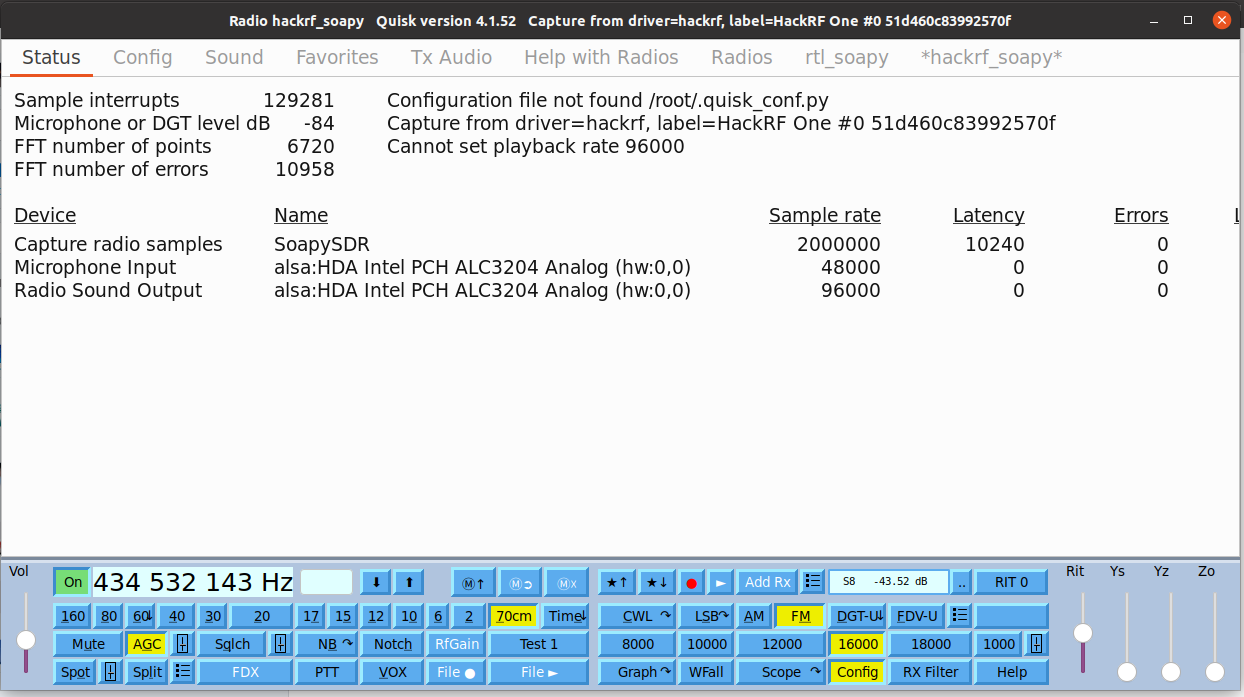 Radio hackrf_soapy Quisk version 4.1.52 Capture from driver=hackrf, label=HackRF One #0 51d460c83992570f
Status Config Sound Favorites Tx Audio Help with Radios Radios rtl_soapy *hackrf_soapy*
Sample interrupts 129281 Configuration file not found /root/.quisk_conf.py
Microphone or DGT level dB -84 Capture from driver=hackrf, label=HackRF One #0 51d460c83992570f
FFT number of points 6720 Cannot set playback rate 96000
FFT number of errors 10958
Device Name Sample rate Latency Errors
Capture radio samples SoapySDR 2000000 10240 0
Microphone Input alsa:HDA Intel PCH ALC3204 Analog (hw:0,0) 48000 0 0
Radio Sound Output alsa:HDA Intel PCH ALC3204 Analog (hw:0,0) 96000 0 0
Vol On 434 532 143 Hz ⬇ ⬆ Ⓜ↑ Ⓜ➲ Ⓜ☓ ★↑ ★↓ ● ► Add Rx S8 -43.52 dB .. RIT 0 Rit Ys Yz Zo
160 80 60 40 30 20 17 15 12 10 6 2 70cm Time CWL LSB AM FM DGT-U FDV-U
Mute AGC Sqlch NB Notch RfGain Test 1 8000 10000 12000 16000 18000 1000
Spot Split FDX PTT VOX File ● File ► Graph WFall Scope Config RX Filter Help